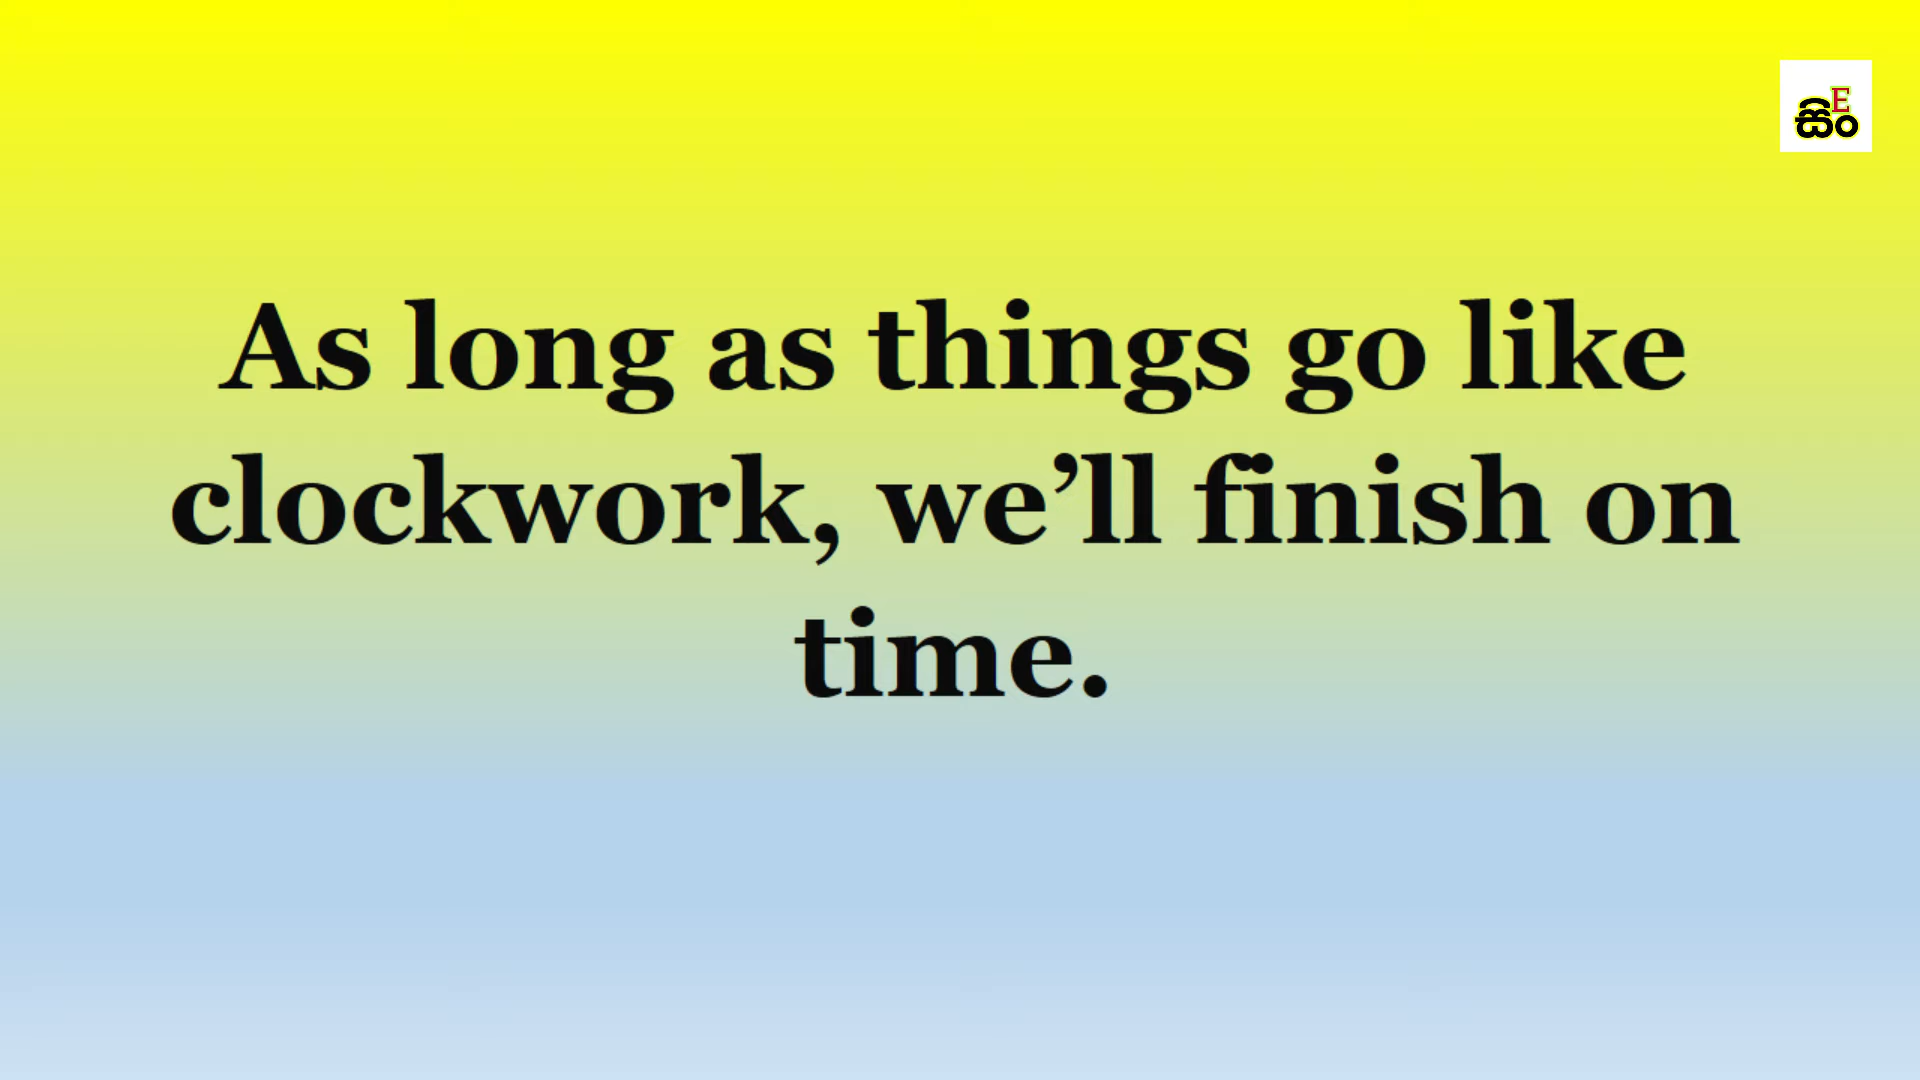 E
සිං
As long as things go like
clockwork, we’ll finish on
time.